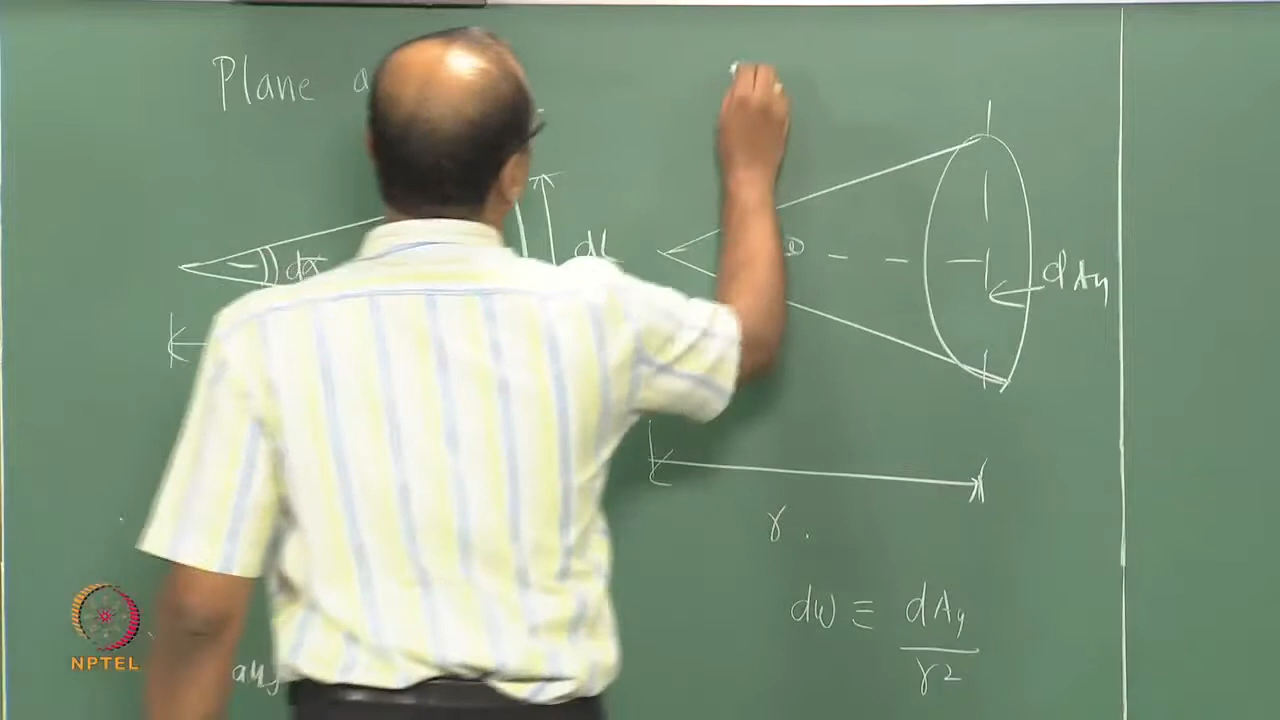 Plane a
dα
dl
dAn
r.
dω ≡ dAn
r2
NPTEL